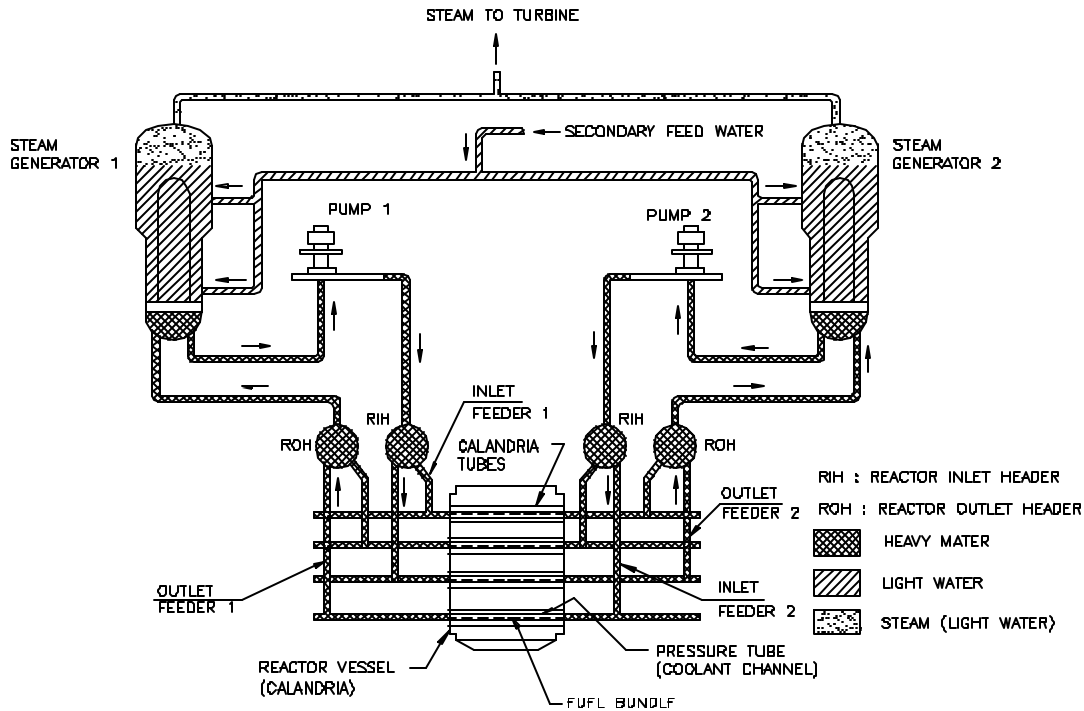 STEAM TO TURBINE
SECONDARY FEED WATER
STEAM
GENERATOR 1
STEAM
GENERATOR 2
PUMP 1
PUMP 2
INLET
FEEDER 1
RIH
ROH
CALANDRIA
TUBES
RIH
ROH
OUTLET
FEEDER 2
RIH : REACTOR INLET HEADER
ROH : REACTOR OUTLET HEADER
HEAVY MATER
LIGHT WATER
STEAM (LIGHT WATER)
OUTLET
FEEDER 1
INLET
FEEDER 2
REACTOR VESSEL
(CALANDRIA)
PRESSURE TUBE
(COOLANT CHANNEL)
FUEL BUNDLE